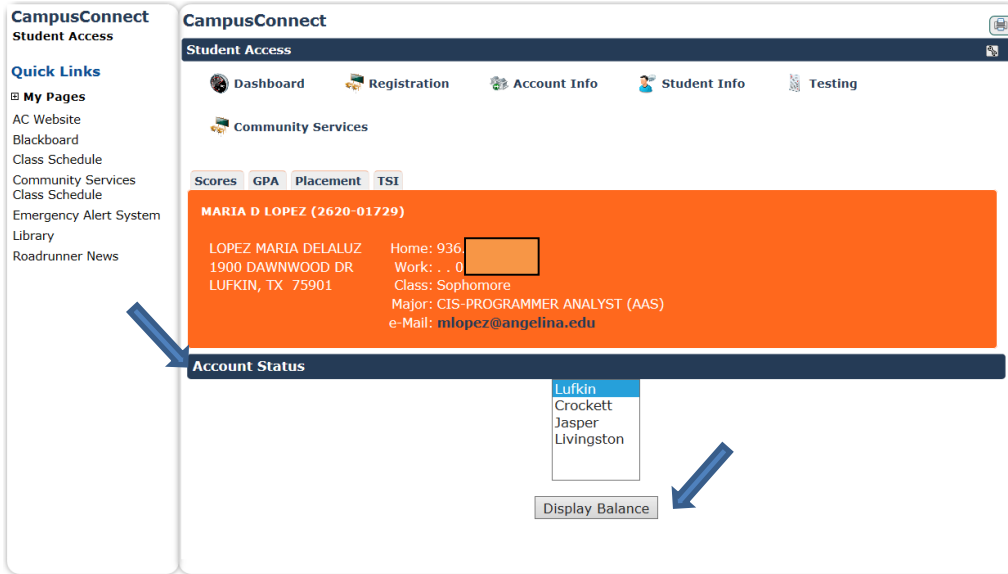 CampusConnect
Student Access
Quick Links
My Pages
AC Website
Blackboard
Class Schedule
Community Services
Class Schedule
Emergency Alert System
Library
Roadrunner News
CampusConnect
Student Access
Dashboard Registration Account Info Student Info Testing
Community Services
Scores GPA Placement TSI
MARIA D LOPEZ (2620-01729)
LOPEZ MARIA DELALUZ Home: 936.
1900 DAWNWOOD DR Work: . . 0
LUFKIN, TX 75901 Class: Sophomore
Major: CIS-PROGRAMMER ANALYST (AAS)
e-Mail: mlopez@angelina.edu
Account Status
Lufkin
Crockett
Jasper
Livingston
Display Balance